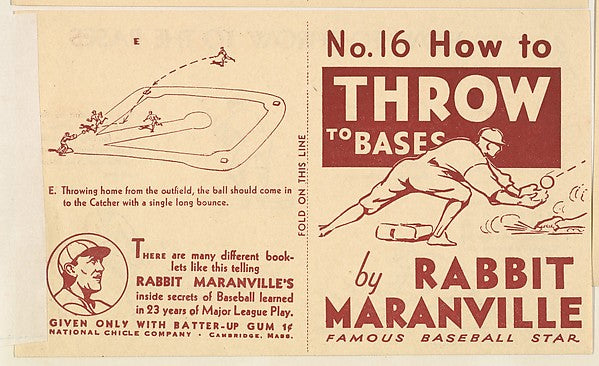 E
E. Throwing home from the outfield, the ball should come in
to the Catcher with a single long bounce.
THERE are many different book-
lets like this telling
RABBIT MARANVILLE'S
inside secrets of Baseball learned
in 23 years of Major League Play.
GIVEN ONLY WITH BATTER-UP GUM 1¢
NATIONAL CHICLE COMPANY · CAMBRIDGE, MASS.
FOLD ON THIS LINE
No.16 How to
THROW
TO BASES
by RABBIT
MARANVILLE
FAMOUS BASEBALL STAR